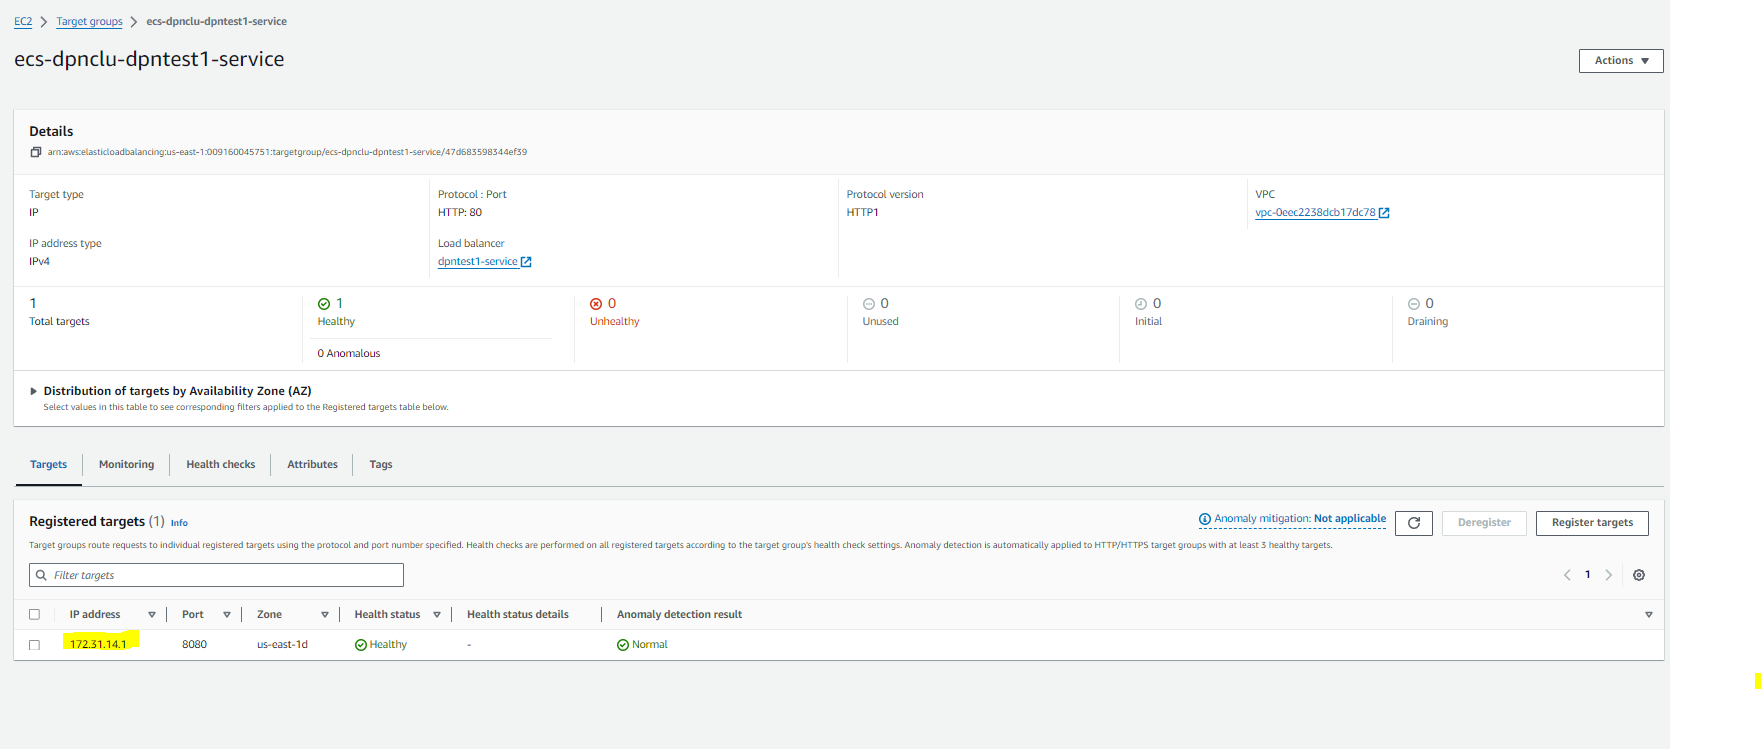 EC2 > Target groups > ecs-dpnclu-dpntest1-service
ecs-dpnclu-dpntest1-service
Actions
Details
arn:aws:elasticloadbalancing:us-east-1:009160045751:targetgroup/ecs-dpnclu-dpntest1-service/47d683598344ef39
Target type
IP
Protocol : Port
HTTP: 80
Protocol version
HTTP1
VPC
vpc-0eec2238dcb17dc78
IP address type
IPv4
Load balancer
dpntest1-service
1
Total targets
1
Healthy
0 Anomalous
0
Unhealthy
0
Unused
0
Initial
0
Draining
Distribution of targets by Availability Zone (AZ)
Select values in this table to see corresponding filters applied to the Registered targets table below.
Targets
Monitoring
Health checks
Attributes
Tags
Registered targets (1) Info
Anomaly mitigation: Not applicable
Deregister
Register targets
Target groups route requests to individual registered targets using the protocol and port number specified. Health checks are performed on all registered targets according to the target group's health check settings. Anomaly detection is automatically applied to HTTP/HTTPS target groups with at least 3 healthy targets.
Filter targets
1
IP address Port Zone Health status Health status details Anomaly detection result
172.31.14.1 8080 us-east-1d Healthy - Normal